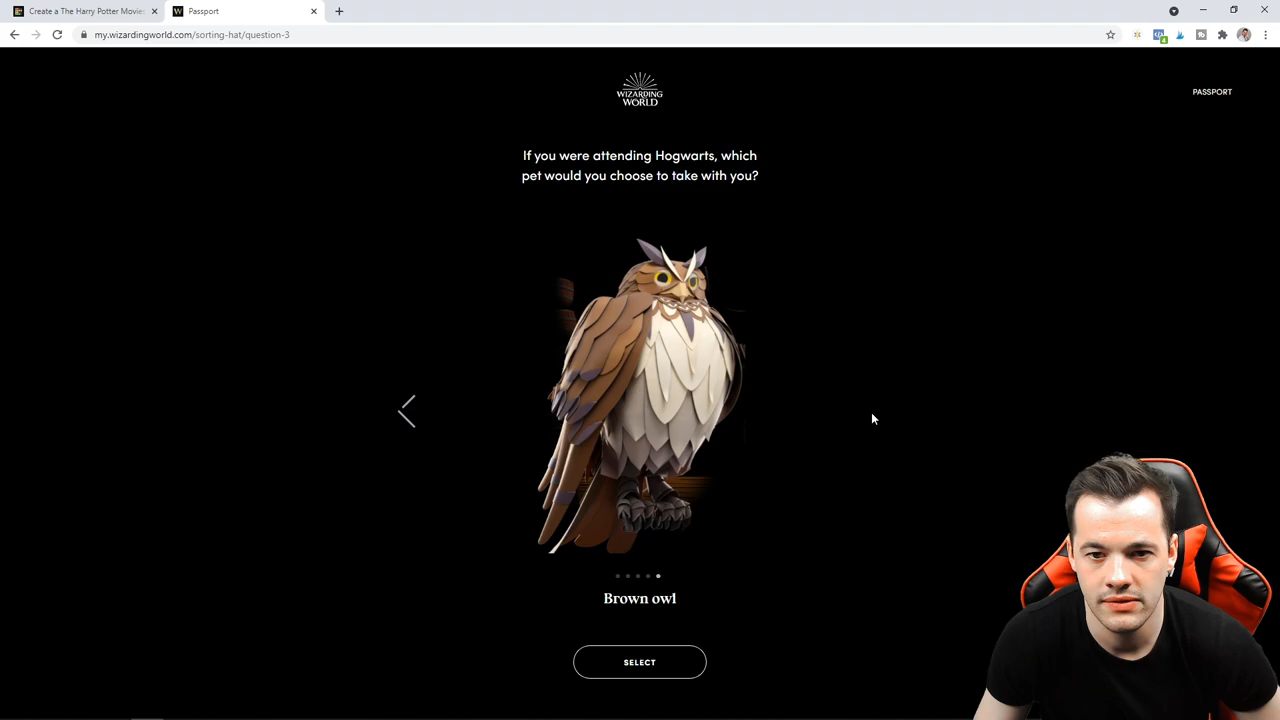 Create a The Harry Potter Movies
Passport
my.wizardingworld.com/sorting-hat/question-3
WIZARDING
WORLD
PASSPORT
If you were attending Hogwarts, which
pet would you choose to take with you?
Brown owl
SELECT